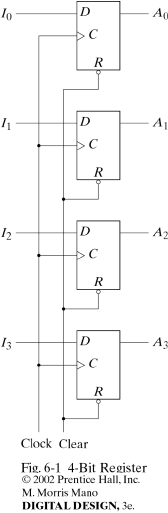 I0 D A0
C
R
I1 D A1
C
R
I2 D A2
C
R
I3 D A3
C
R
Clock Clear
Fig. 6-1 4-Bit Register
© 2002 Prentice Hall, Inc.
M. Morris Mano
DIGITAL DESIGN, 3e.